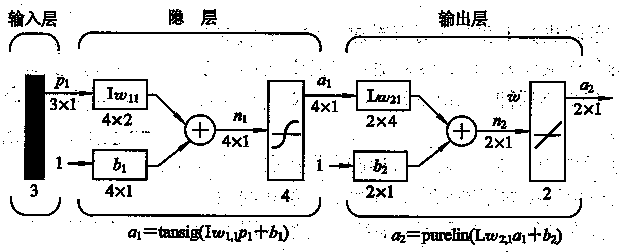 输入层 隐 层 输出层
p1 Iw11 a1 Lw21 w a2
3×1 4×2 n1 4×1 2×4 n2 2×1
4×1 2×1
1 b1 1 b2
3 4×1 4 2×1 2
a1=tansig(Iw1,1p1+b1) a2=purelin(Lw2,1a1+b2)